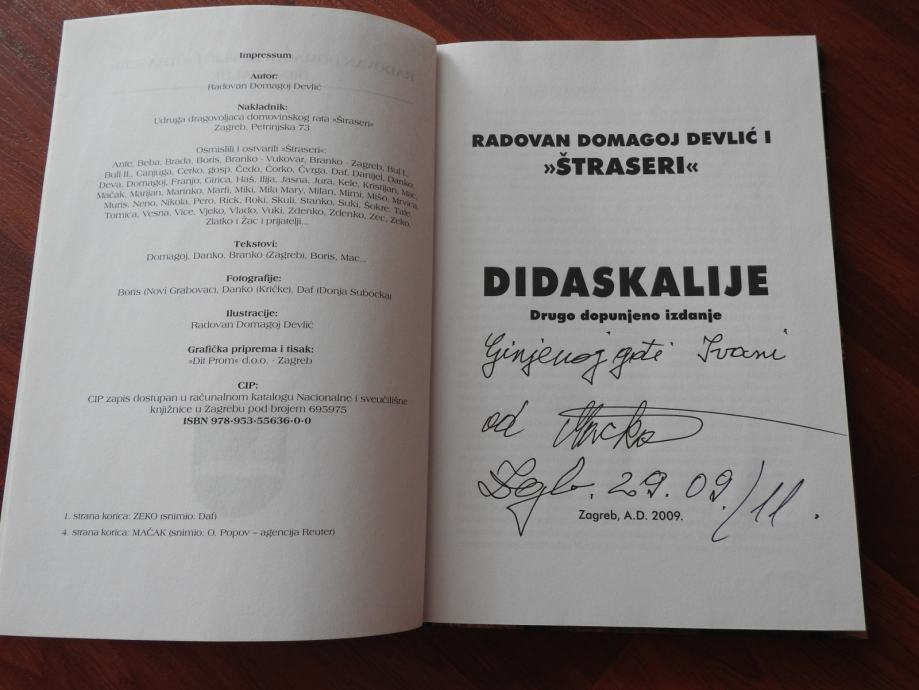 Impressum
Autor:
Radovan Domagoj Devlić
Nakladnik:
Udruga dragovoljaca domovinskog rata »Štraseri«
Zagreb, Petrinjska 73
Osmislili i ostvarili »Štraseri«:
Ante, Beba, Brada, Boris, Branko - Vukovar, Branko - Zagreb, Bul I.,
Bul II., Canjuga, Cerko, gosp. Čedo, Čorko, Čvrga, Daf, Danijel, Danko,
Deva, Domagoj, Franjo, Girica, Haš, Ilija, Jasna, Jura, Kele, Kristijan, Mac,
Mačak, Marijan, Marinko, Marfi, Miki, Mila Mary, Milan, Mimi, Mišo, Mrvica,
Muris, Neno, Nikola, Pero, Rick, Roki, Skuli, Stanko, Suki, Šokre, Tale,
Tomica, Vesna, Vice, Vjeko, Vlado, Vuki, Zdenko, Zdenko, Zec, Zeko,
Zlatko i Žac i prijatelji...
Tekstovi:
Domagoj, Danko, Branko (Zagreb), Boris, Mac...
Fotografije:
Boris (Novi Grabovac), Danko (Kričke), Daf (Donja Subocka)
Ilustracije:
Radovan Domagoj Devlić
Grafička priprema i tisak:
»Dit Prom« d.o.o. - Zagreb
CIP:
CIP zapis dostupan u računalnom katalogu Nacionalne i sveučilišne
knjižnice u Zagrebu pod brojem 695975
ISBN 978-953-55636-0-0
1. strana korica: ZEKO (snimio: Daf)
4. strana korica: MAČAK (snimio: O. Popov – agencija Reuter)
RADOVAN DOMAGOJ DEVLIĆ I
»ŠTRASERI«
DIDASKALIJE
Drugo dopunjeno izdanje
Ivani
od
29.09./11.
Zagreb, A.D. 2009.